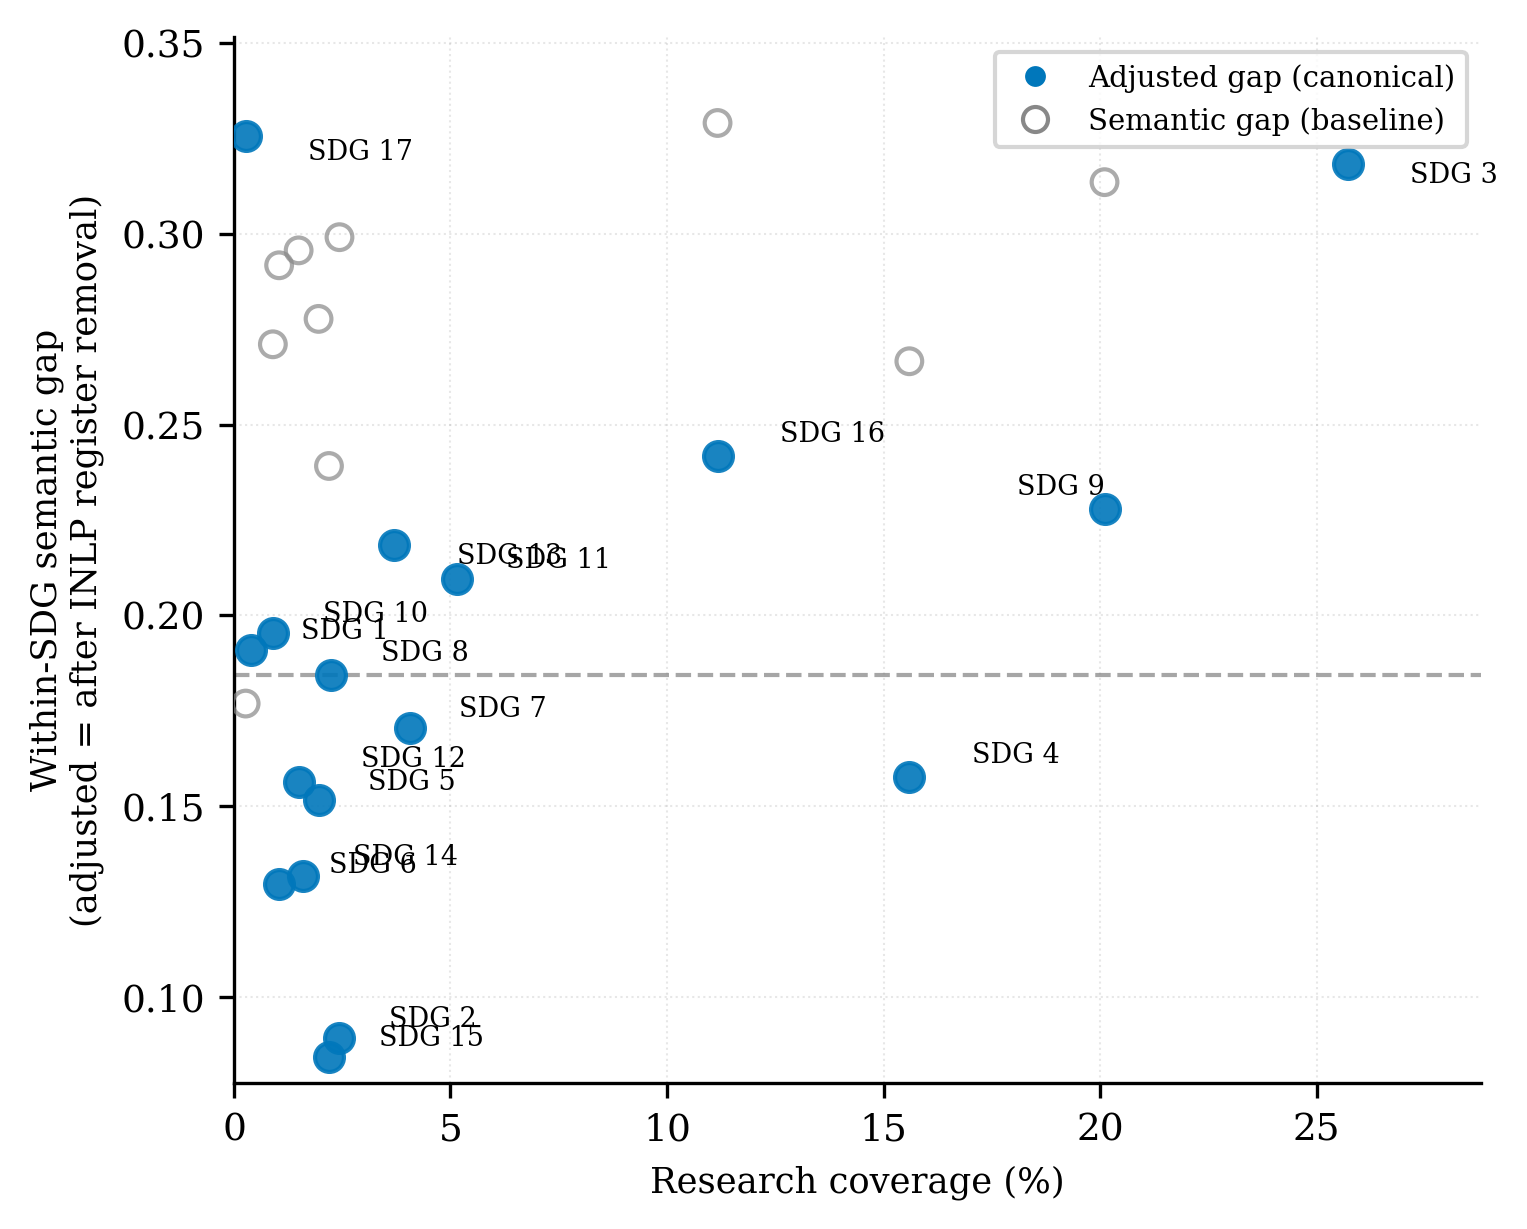 0.35
0.30
0.25
0.20
0.15
0.10
Within-SDG semantic gap
(adjusted = after INLP register removal)
Adjusted gap (canonical)
Semantic gap (baseline)
SDG 17
SDG 3
SDG 16
SDG 9
SDG 13
SDG 11
SDG 10
SDG 1
SDG 8
SDG 7
SDG 12
SDG 5
SDG 4
SDG 14
SDG 6
SDG 2
SDG 15
0 5 10 15 20 25
Research coverage (%)